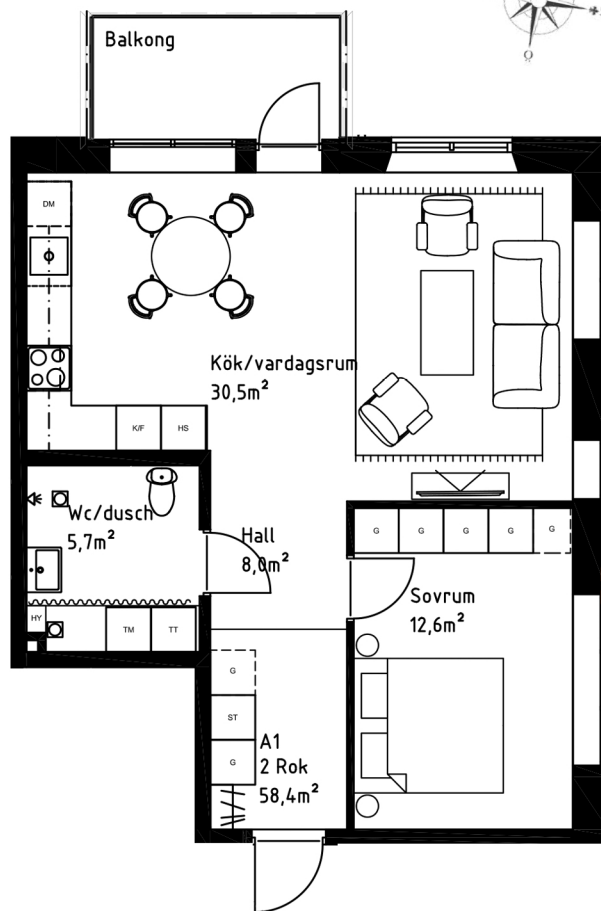 Balkong
Ö
DM
Kök/vardagsrum
30,5m²
K/F
HS
Wc/dusch
5,7m²
Hall
8,0m²
G
G
G
G
G
Sovrum
12,6m²
HY
TM
TT
G
ST
G
A1
2 Rok
58,4m²